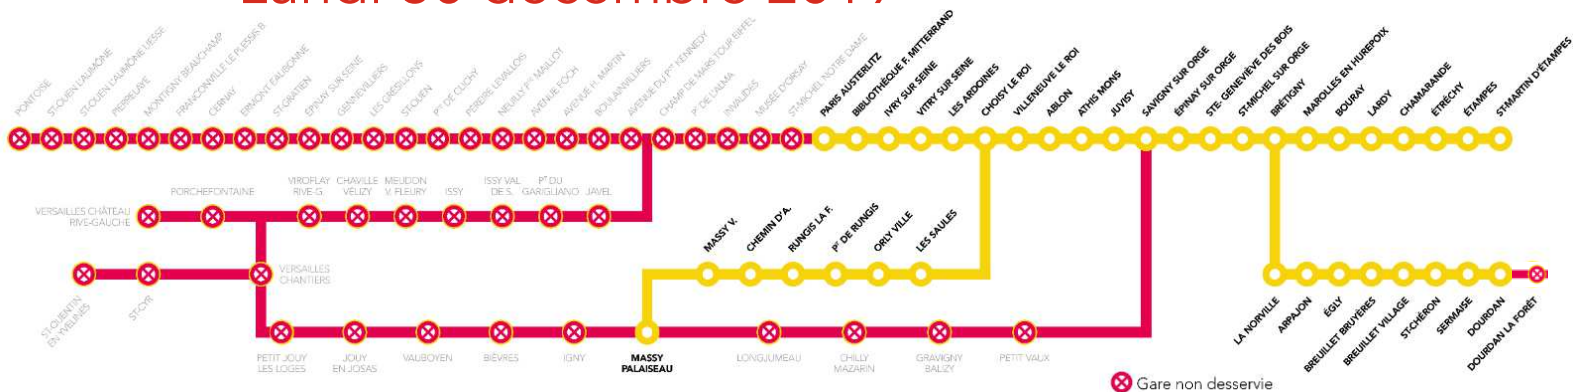 Lundi 30 décembre 2019
PONTOISE
ST-OUEN L'AUMÔNE
ST-OUEN L'AUMÔNE LIESSE
PIERRELAYE
MONTIGNY BEAUCHAMP
FRANCONVILLE LE PLESSIS B.
CERNAY
ERMONT EAUBONNE
ST-GRATIEN
ÉPINAY SUR SEINE
GENNEVILLIERS
LES GRÉSILLONS
ST-OUEN
PTE DE CLICHY
PEREIRE LEVALLOIS
NEUILLY PTE MAILLOT
AVENUE FOCH
AVENUE H. MARTIN
BOULAINVILLIERS
AVENUE DU PT KENNEDY
CHAMP DE MARS TOUR EIFFEL
PT DE L'ALMA
INVALIDES
MUSÉE D'ORSAY
ST-MICHEL NOTRE DAME
PARIS AUSTERLITZ
BIBLIOTHÈQUE F. MITTERRAND
IVRY SUR SEINE
VITRY SUR SEINE
LES ARDOINES
CHOISY LE ROI
VILLENEUVE LE ROI
ABLON
ATHIS MONS
JUVISY
SAVIGNY SUR ORGE
ÉPINAY SUR ORGE
STE- GENEVIÈVE DES BOIS
ST-MICHEL SUR ORGE
BRÉTIGNY
MAROLLES EN HUREPOIX
BOURAY
LARDY
CHAMARANDE
ÉTRÉCHY
ÉTAMPES
ST-MARTIN D'ÉTAMPES
VERSAILLES CHÂTEAU
RIVE-GAUCHE
PORCHEFONTAINE
VIROFLAY
RIVE-G.
CHAVILLE
VÉLIZY
MEUDON
V. FLEURY
ISSY
ISSY VAL
DE S.
PT DU
GARIGLIANO
JAVEL
MASSY V.
CHEMIN D'A.
RUNGIS LA F.
PT DE RUNGIS
ORLY VILLE
LES SAULES
ST-QUENTIN
EN YVELINES
ST-CYR
VERSAILLES
CHANTIERS
LA NORVILLE
ARPAJON
ÉGLY
BREUILLET BRUYÈRES
BREUILLET VILLAGE
ST-CHÉRON
SERMAISE
DOURDAN
DOURDAN LA FORÊT
PETIT JOUY
LES LOGES
JOUY
EN JOSAS
VAUBOYEN
BIÈVRES
IGNY
MASSY
PALAISEAU
LONGJUMEAU
CHILLY
MAZARIN
GRAVIGNY
BALIZY
PETIT VAUX
Gare non desservie